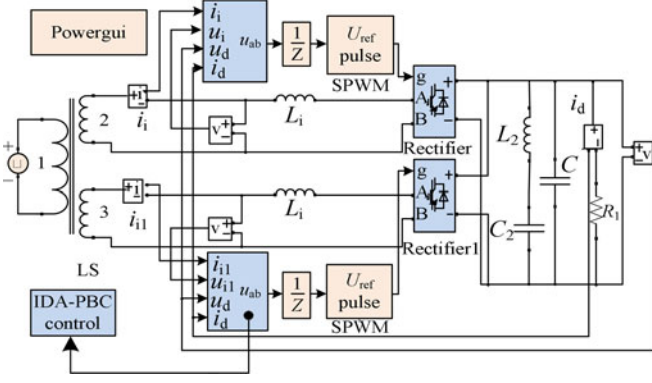 Powergui
i_i
u_i
u_d
i_d
u_ab
1
Z
U_ref
pulse
SPWM
g
A
B
+
-
Rectifier
i_i
2
v
+
-
L_i
1
+
-
3
i_i1
v
+
-
L_i
LS
g
A
B
+
-
Rectifier1
L_2
C_2
C
i_d
R_1
+
-
v
i_i1
u_i1
u_d
i_d
u_ab
1
Z
U_ref
pulse
SPWM
IDA-PBC
control